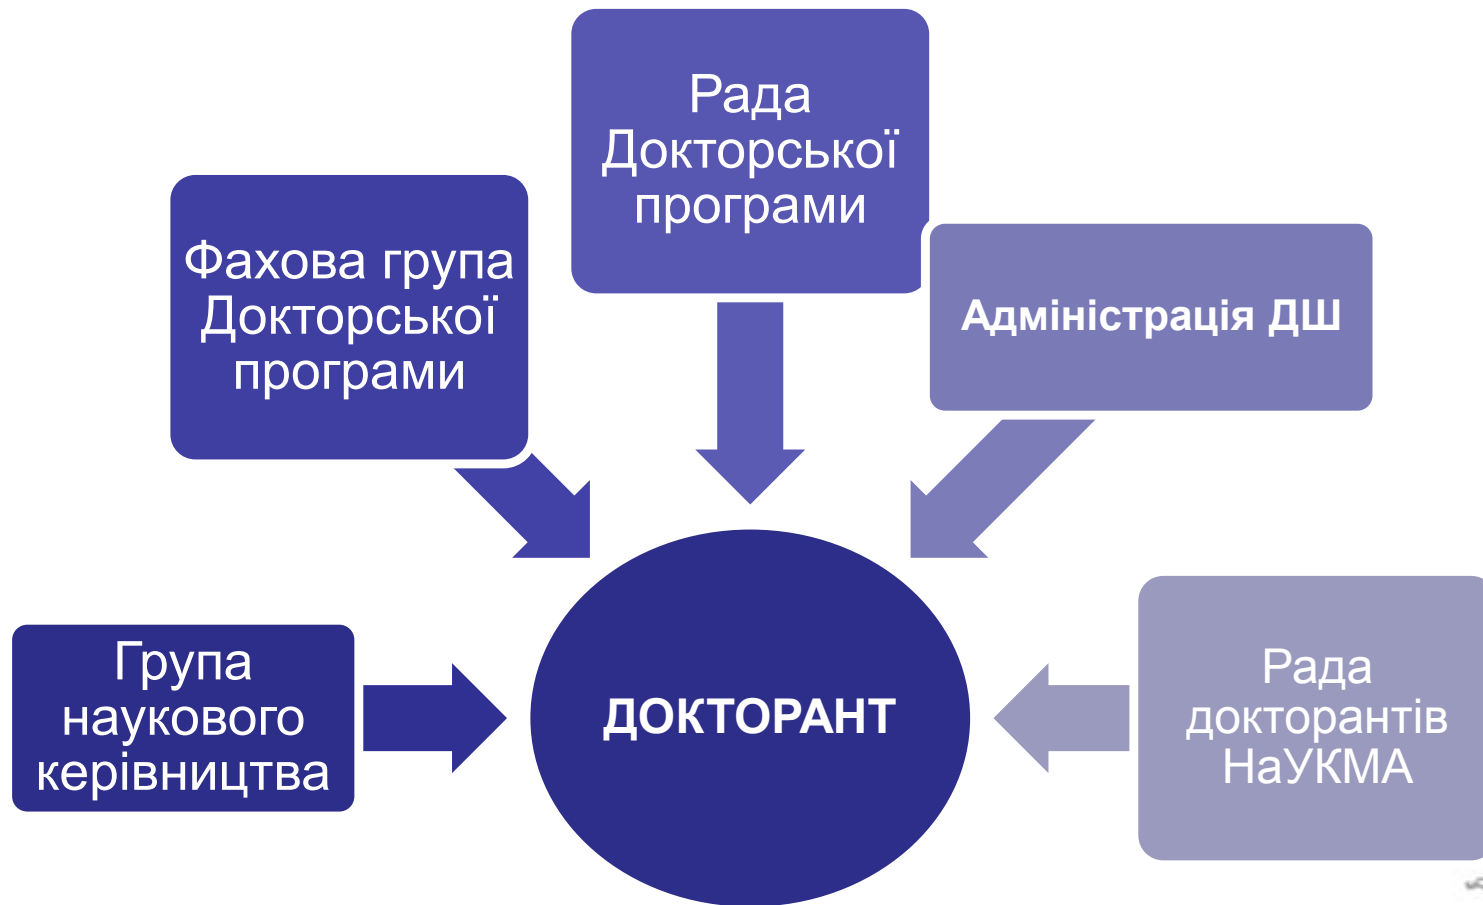 Рада
Докторської
програми
Фахова група
Докторської
програми
Адміністрація ДШ
Група
наукового
керівництва
ДОКТОРАНТ
Рада
докторантів
НаУКМА